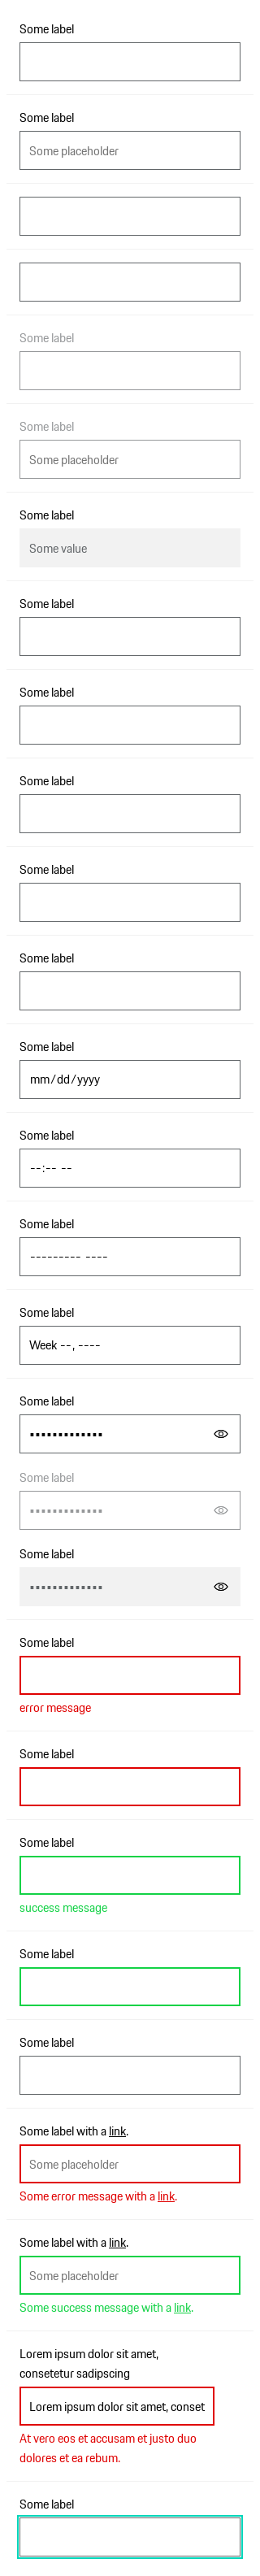 Some label
Some label
Some placeholder
Some label
Some label
Some placeholder
Some label
Some value
Some label
Some label
Some label
Some label
Some label
Some label
mm/dd/yyyy
Some label
--:-- --
Some label
--------- ----
Some label
Week --, ----
Some label
•••••••••••••
Some label
•••••••••••••
Some label
•••••••••••••
Some label
error message
Some label
Some label
success message
Some label
Some label
Some label with a link.
Some placeholder
Some error message with a link.
Some label with a link.
Some placeholder
Some success message with a link.
Lorem ipsum dolor sit amet,
consetetur sadipscing
Lorem ipsum dolor sit amet, conset
At vero eos et accusam et justo duo
dolores et ea rebum.
Some label